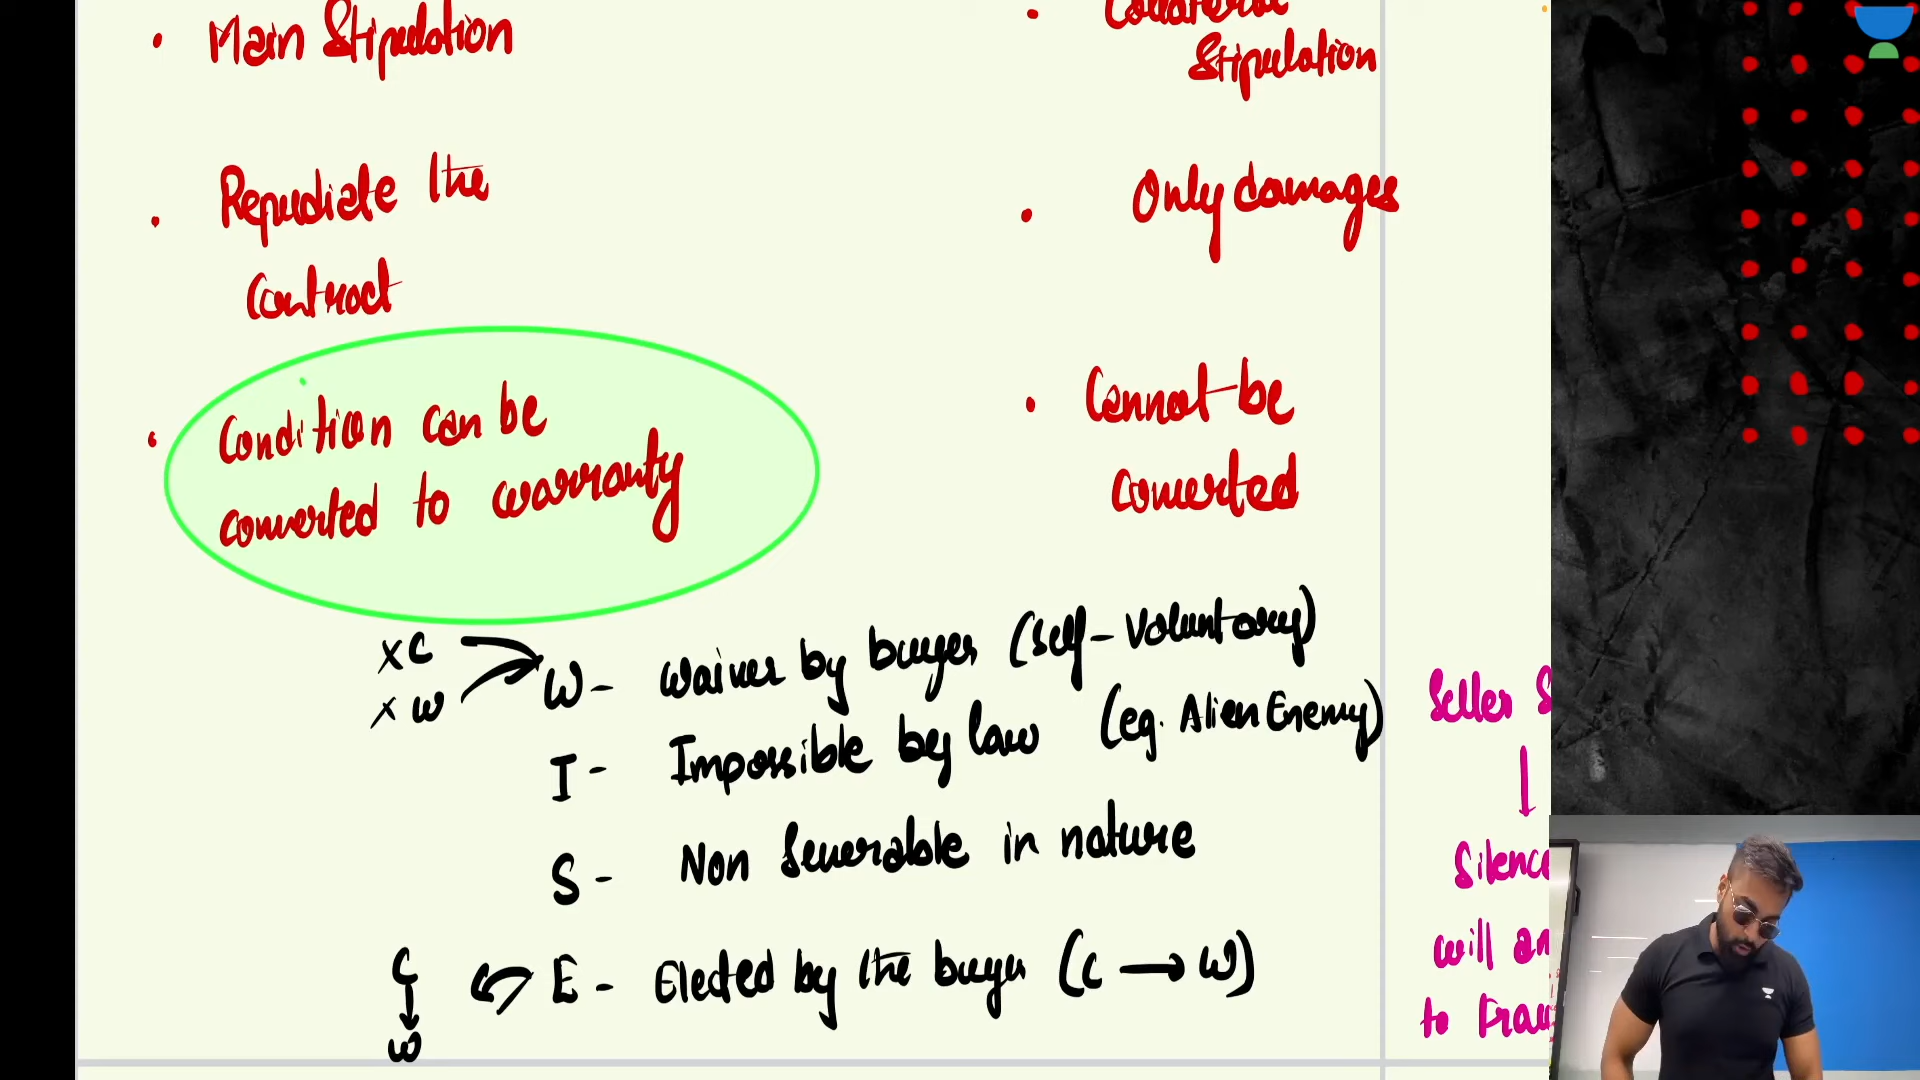 • Main Stipulation
• Collateral
Stipulation
• Repudiate the
Contract
• Only damages
• Condition can be
converted to warranty
• Cannot be
Converted
× C
× W
W - Waiver by buyer (Self - Voluntary)
I - Impossible by law (eg. Alien Enemy)
S - Non Severable in nature
C
↓
W
E - Elected by the buyer (C → W)
Seller
↓
Silence
will
to